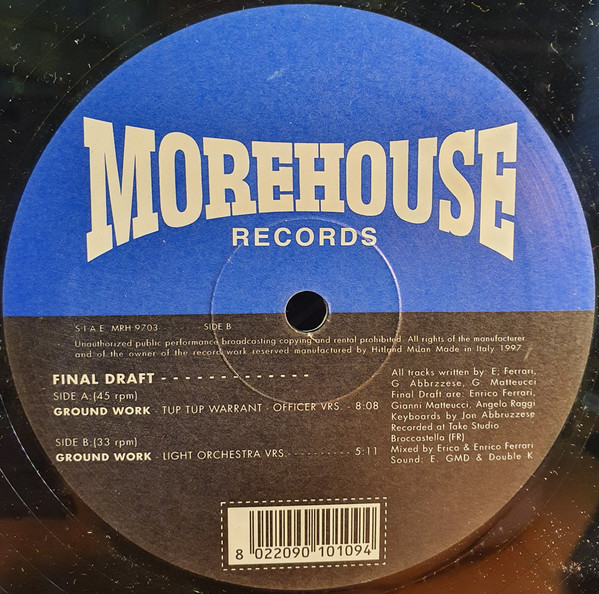 MOREHOUSE
RECORDS
S·I·A·E MRH 9703 SIDE B
Unauthorized public performance broadcasting copying and rental prohibited. All rights of the manufacturer
and of the owner of the record work reserved manufactured by Hitland Milan Made in Italy 1997.
FINAL DRAFT - - - - - - - - - - - - - -
SIDE A:(45 rpm)
GROUND WORK - TUP TUP WARRANT - OFFICER VRS. - 8:08
SIDE B:(33 rpm)
GROUND WORK - LIGHT ORCHESTRA VRS. - - - - - - - - - - - 5:11
All tracks written by: E; Ferrari,
G Abbrzzese, G. Matteucci
Final Draft are: Enrico Ferrari,
Gianni Matteucci, Angelo Raggi
Keyboards by Jon Abbruzzese
Recorded at Take Studio
Broccastella (FR)
Mixed by Erica & Enrico Ferrari
Sound: E. GMD & Double K
8 022090 101094